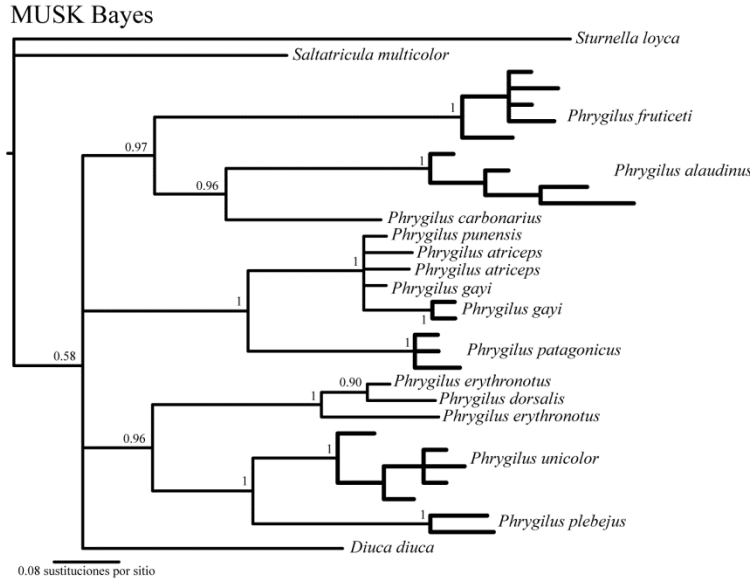 MUSK Bayes
Sturnella loyca
Saltatricula multicolor
1
Phrygilus fruticeti
0.97
1
Phrygilus alaudinus
0.96
Phrygilus carbonarius
Phrygilus punensis
Phrygilus atriceps
1
Phrygilus atriceps
Phrygilus gayi
1
Phrygilus gayi
1
1
Phrygilus patagonicus
0.58
0.90
Phrygilus erythronotus
1
Phrygilus dorsalis
Phrygilus erythronotus
0.96
1
Phrygilus unicolor
1
1
Phrygilus plebejus
Diuca diuca
0.08 sustituciones por sitio